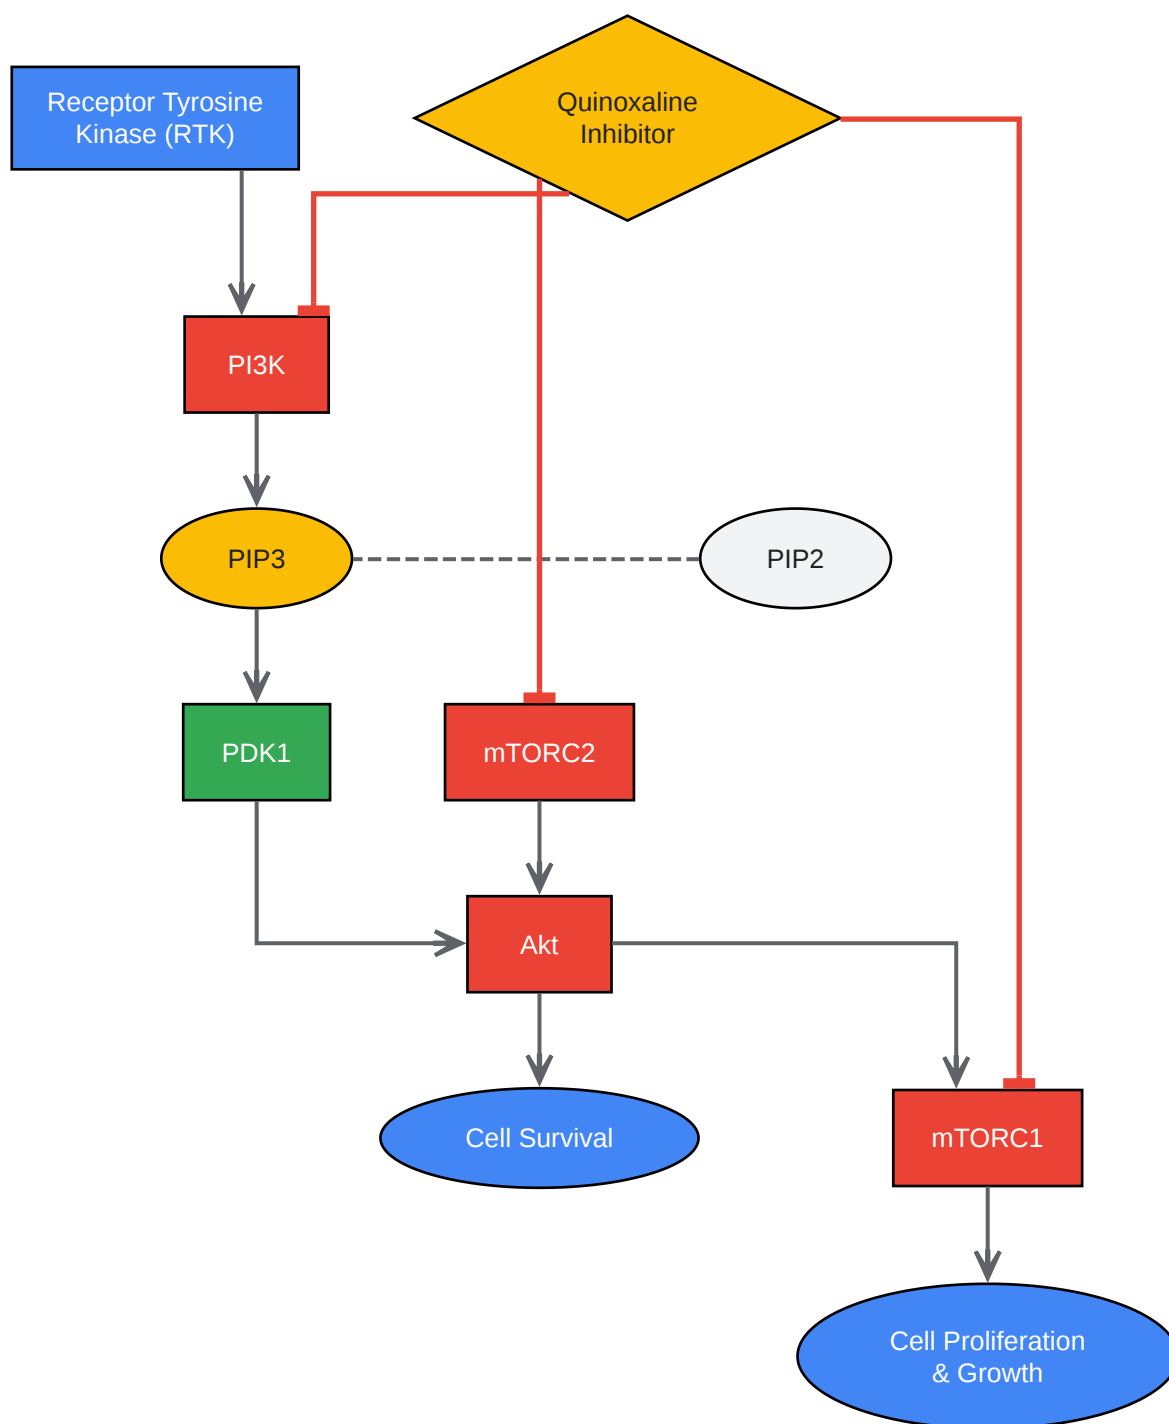 Receptor Tyrosine
Kinase (RTK)
Quinoxaline
Inhibitor
PI3K
PIP3
PIP2
PDK1
mTORC2
Akt
Cell Survival
mTORC1
Cell Proliferation
& Growth